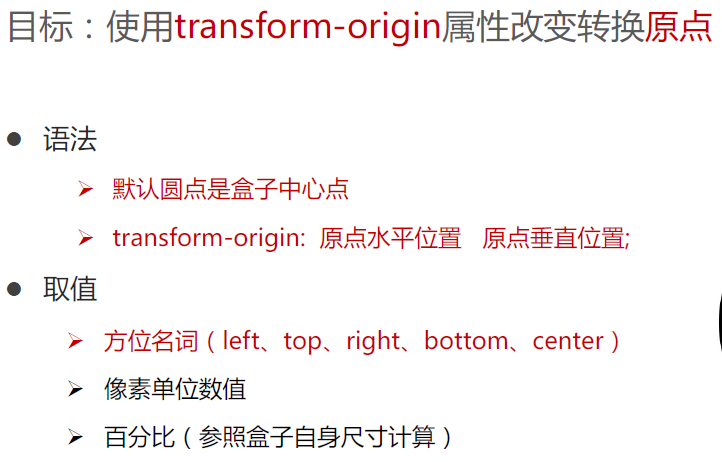 目标：使用transform-origin属性改变转换原点
语法
默认圆点是盒子中心点
transform-origin: 原点水平位置 原点垂直位置;
取值
方位名词（left、top、right、bottom、center）
像素单位数值
百分比（参照盒子自身尺寸计算）